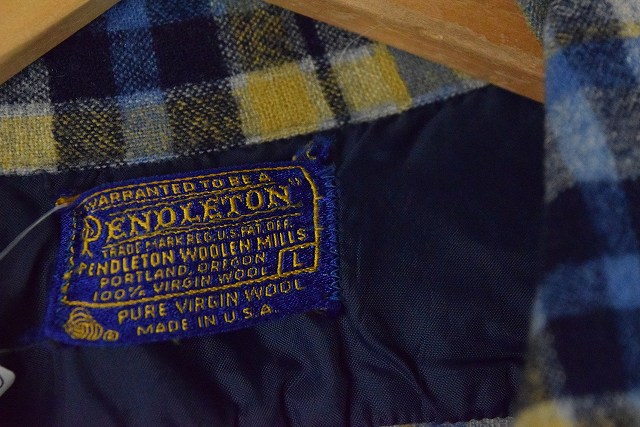 WARRANTED TO BE A
PENDLETON"
TRADE MARK REG. U.S. PAT. OFF.
PENDLETON WOOLEN MILLS
PORTLAND, OREGON
L
100% VIRGIN WOOL
PURE VIRGIN WOOL
MADE IN U.S.A.